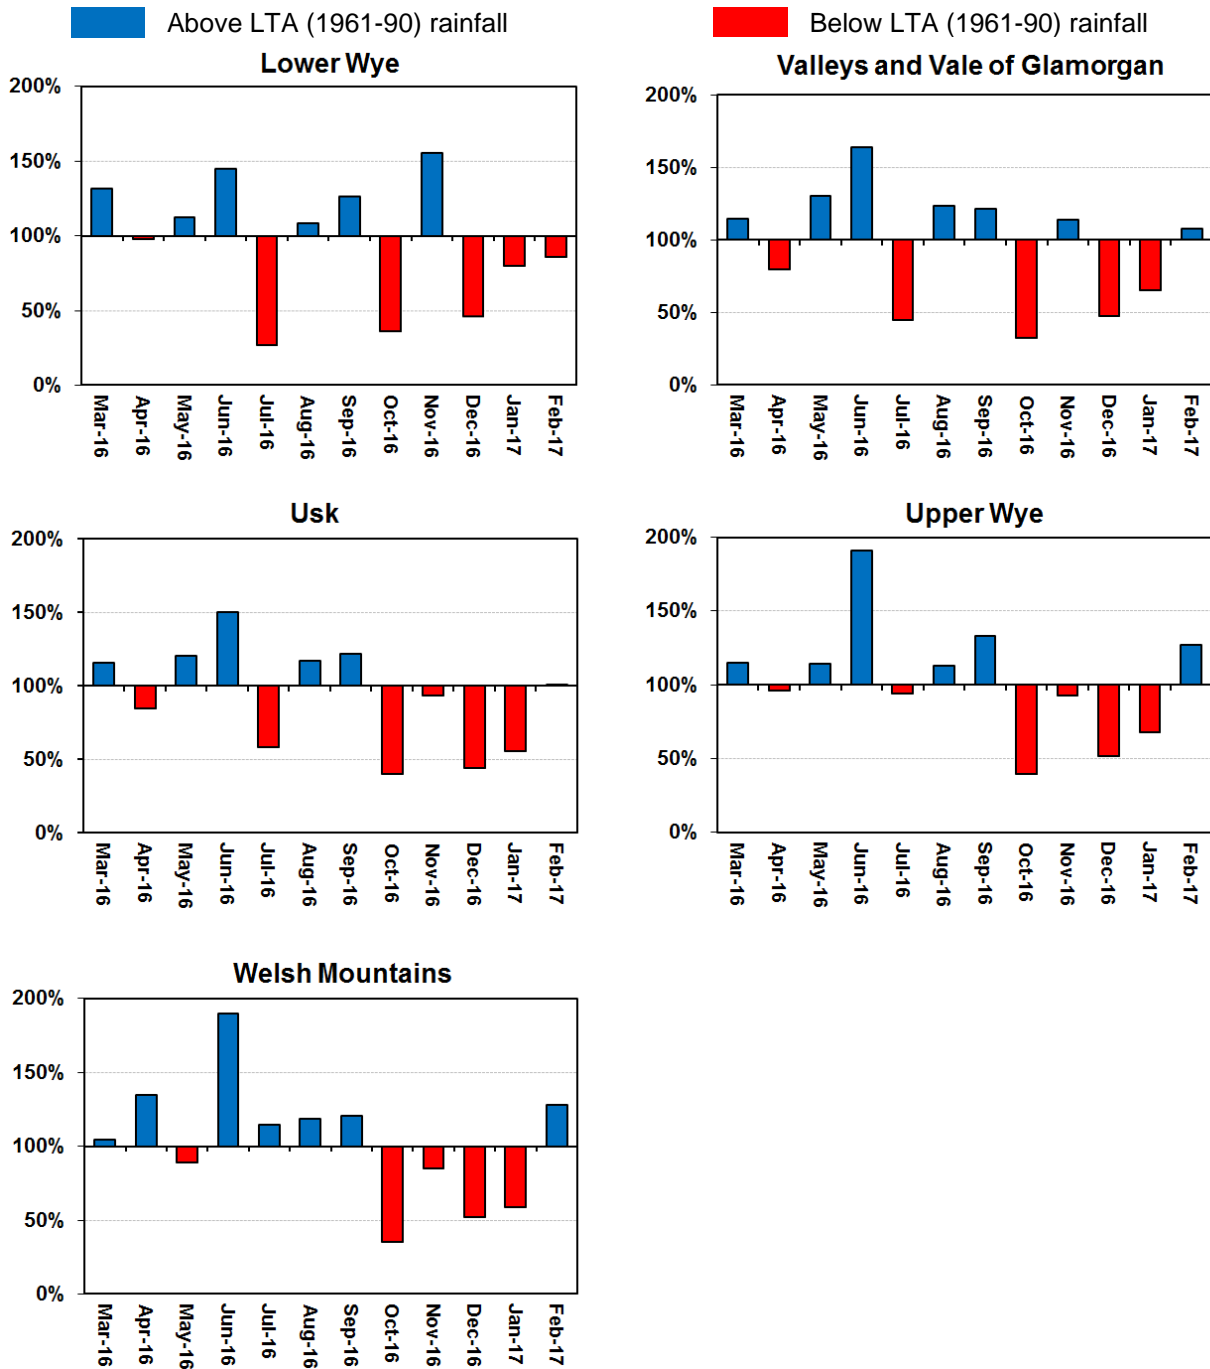 Above LTA (1961-90) rainfall
Below LTA (1961-90) rainfall
Lower Wye
200%
150%
100%
50%
0%
Mar-16
Apr-16
May-16
Jun-16
Jul-16
Aug-16
Sep-16
Oct-16
Nov-16
Dec-16
Jan-17
Feb-17
Valleys and Vale of Glamorgan
200%
150%
100%
50%
0%
Mar-16
Apr-16
May-16
Jun-16
Jul-16
Aug-16
Sep-16
Oct-16
Nov-16
Dec-16
Jan-17
Feb-17
Usk
200%
150%
100%
50%
0%
Mar-16
Apr-16
May-16
Jun-16
Jul-16
Aug-16
Sep-16
Oct-16
Nov-16
Dec-16
Jan-17
Feb-17
Upper Wye
200%
150%
100%
50%
0%
Mar-16
Apr-16
May-16
Jun-16
Jul-16
Aug-16
Sep-16
Oct-16
Nov-16
Dec-16
Jan-17
Feb-17
Welsh Mountains
200%
150%
100%
50%
0%
Mar-16
Apr-16
May-16
Jun-16
Jul-16
Aug-16
Sep-16
Oct-16
Nov-16
Dec-16
Jan-17
Feb-17